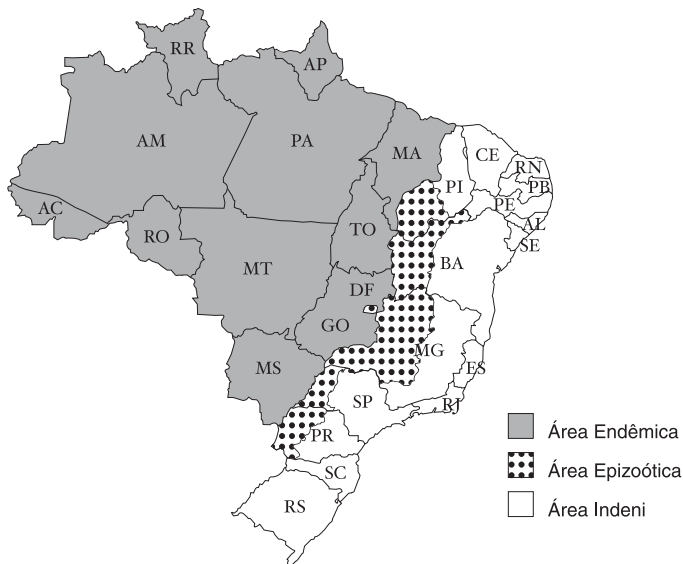 RR
AP
AM
PA
MA
CE
RN
PB
PI
PE
AL
SE
AC
RO
TO
BA
MT
DF
GO
MG
ES
MS
SP
RJ
PR
SC
RS
Área Endêmica
Área Epizoótica
Área Indeni